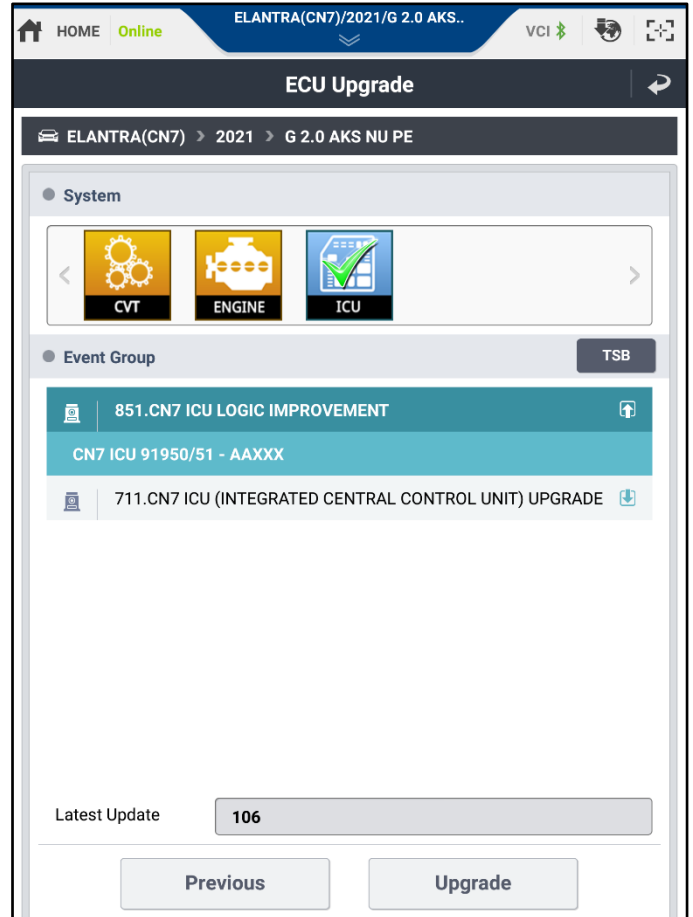 HOME Online ELANTRA(CN7)/2021/G 2.0 AKS.. VCI
ECU Upgrade
ELANTRA(CN7) > 2021 > G 2.0 AKS NU PE
System
CVT ENGINE ICU
Event Group TSB
851.CN7 ICU LOGIC IMPROVEMENT
CN7 ICU 91950/51 - AAXXX
711.CN7 ICU (INTEGRATED CENTRAL CONTROL UNIT) UPGRADE
Latest Update 106
Previous Upgrade